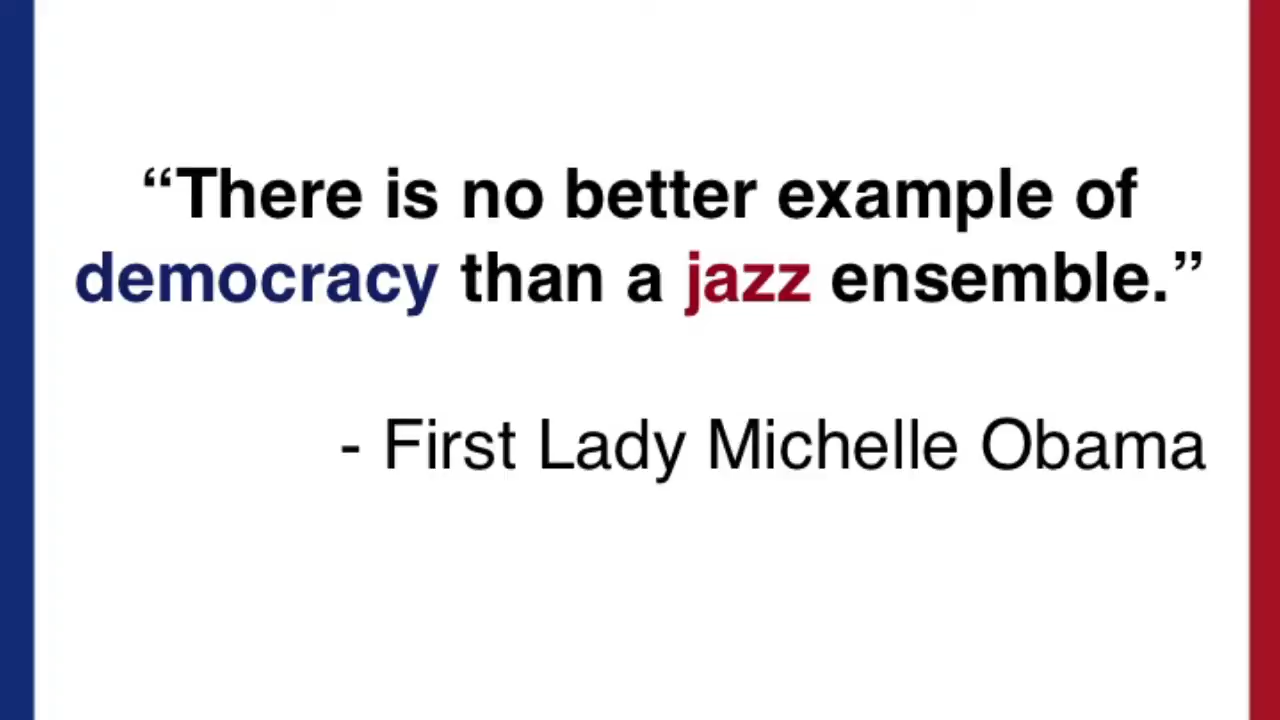 “There is no better example of
democracy than a jazz ensemble.”
- First Lady Michelle Obama